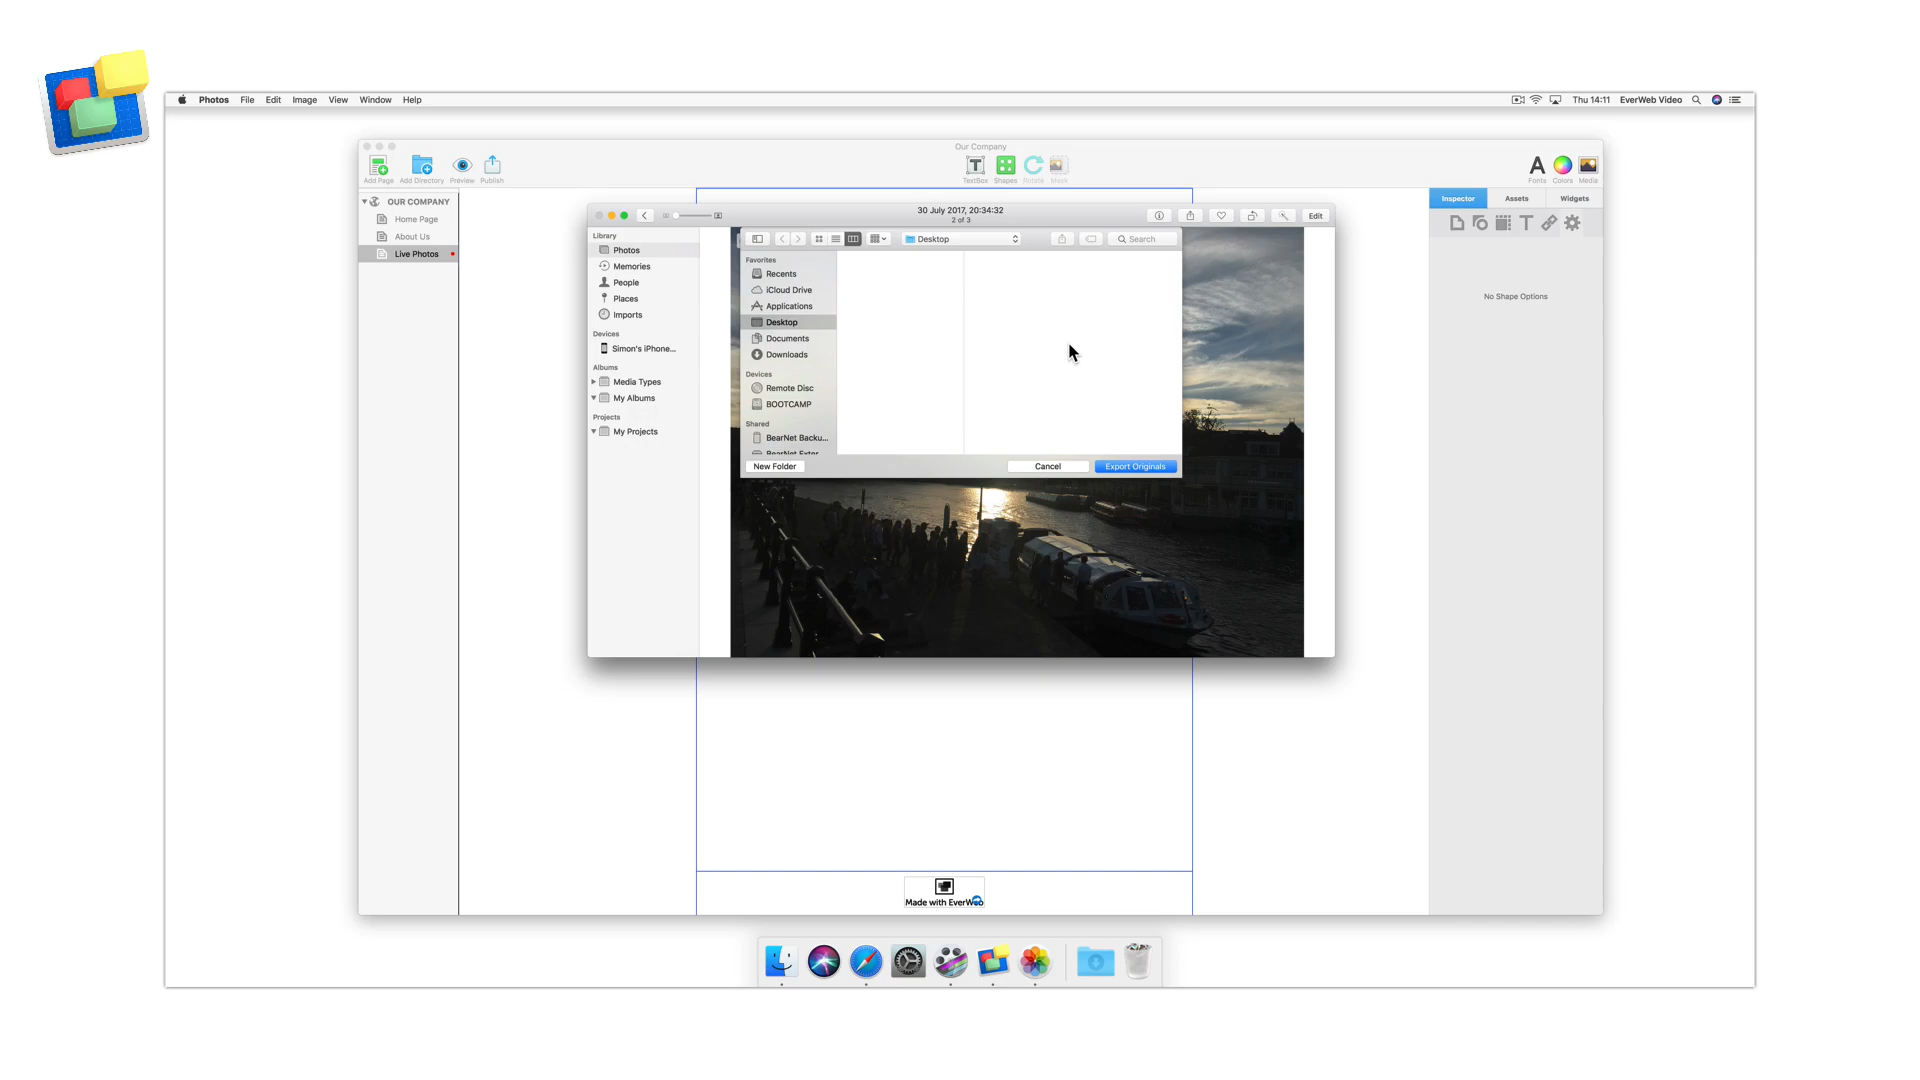 Photos File Edit Image View Window Help
Thu 14:11 EverWeb Video
Our Company
Add Page Add Directory Preview Publish
TextBox Shapes Rotate Mask
Fonts Colors Media
OUR COMPANY
Home Page
About Us
Live Photos
30 July 2017, 20:34:32
2 of 3
Edit
Library
Photos
Memories
People
Places
Imports
Devices
Simon's iPhone...
Albums
Media Types
My Albums
Projects
My Projects
Desktop
Search
Favorites
Recents
iCloud Drive
Applications
Desktop
Documents
Downloads
Devices
Remote Disc
BOOTCAMP
Shared
BearNet Backu...
BearNet Exter
New Folder
Cancel
Export Originals
Inspector Assets Widgets
No Shape Options
Made with EverWeb